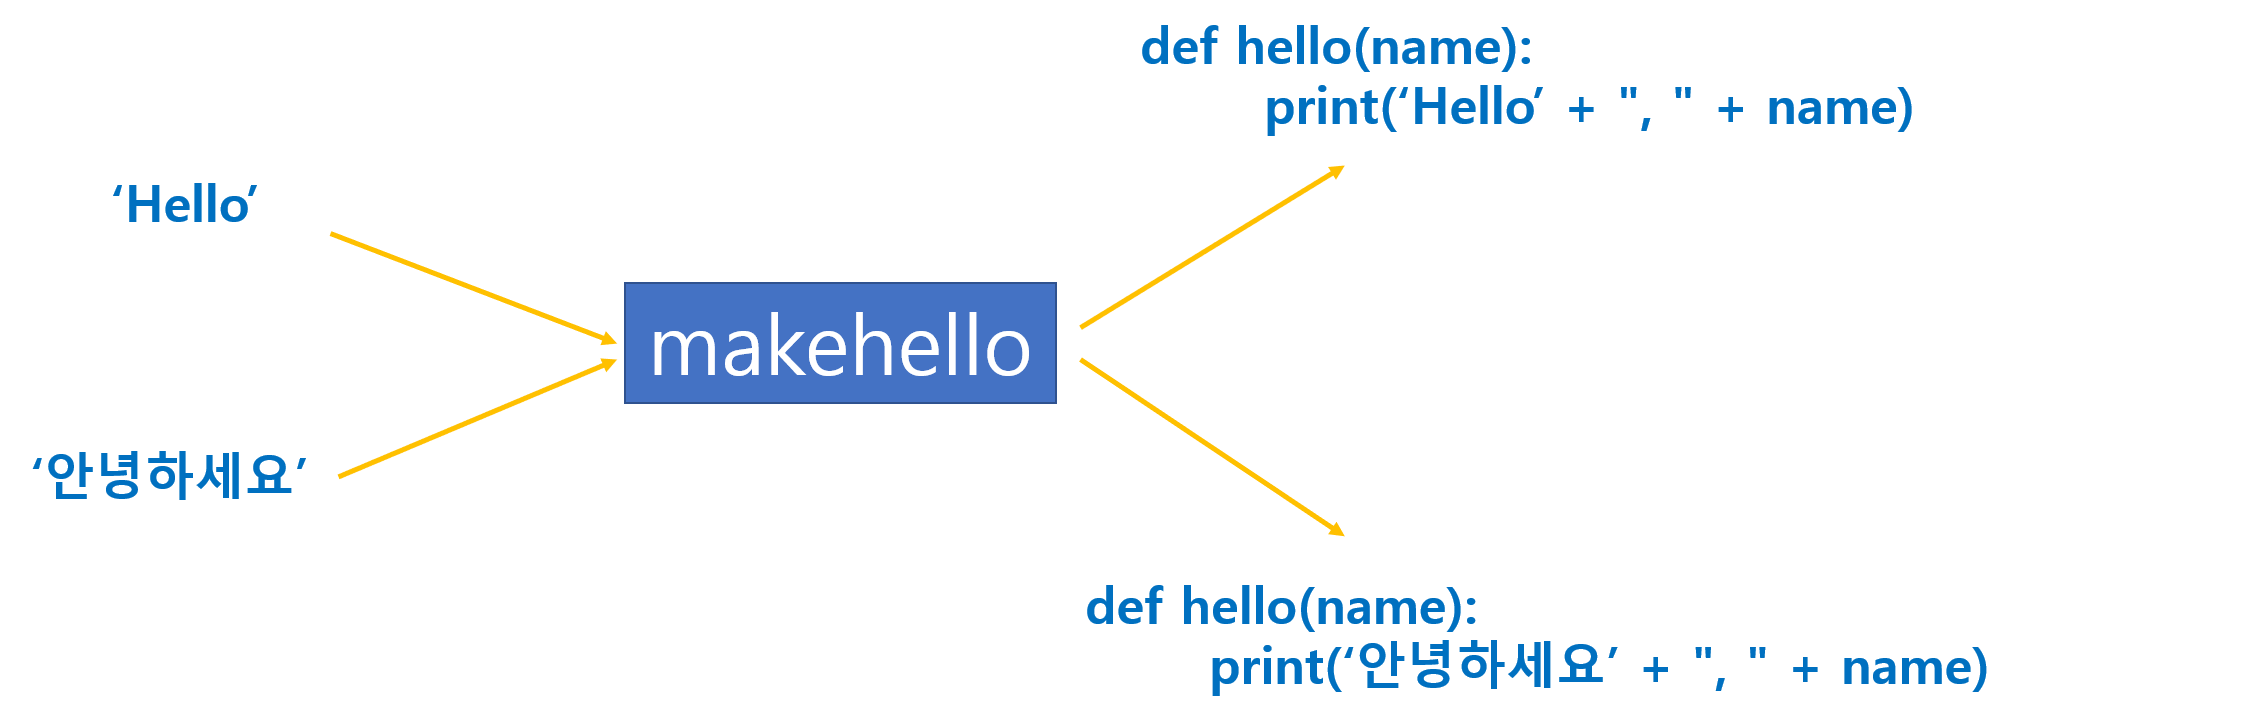 ‘Hello’
‘안녕하세요’
makehello
def hello(name):
print(‘Hello’ + ", " + name)
def hello(name):
print(‘안녕하세요’ + ", " + name)